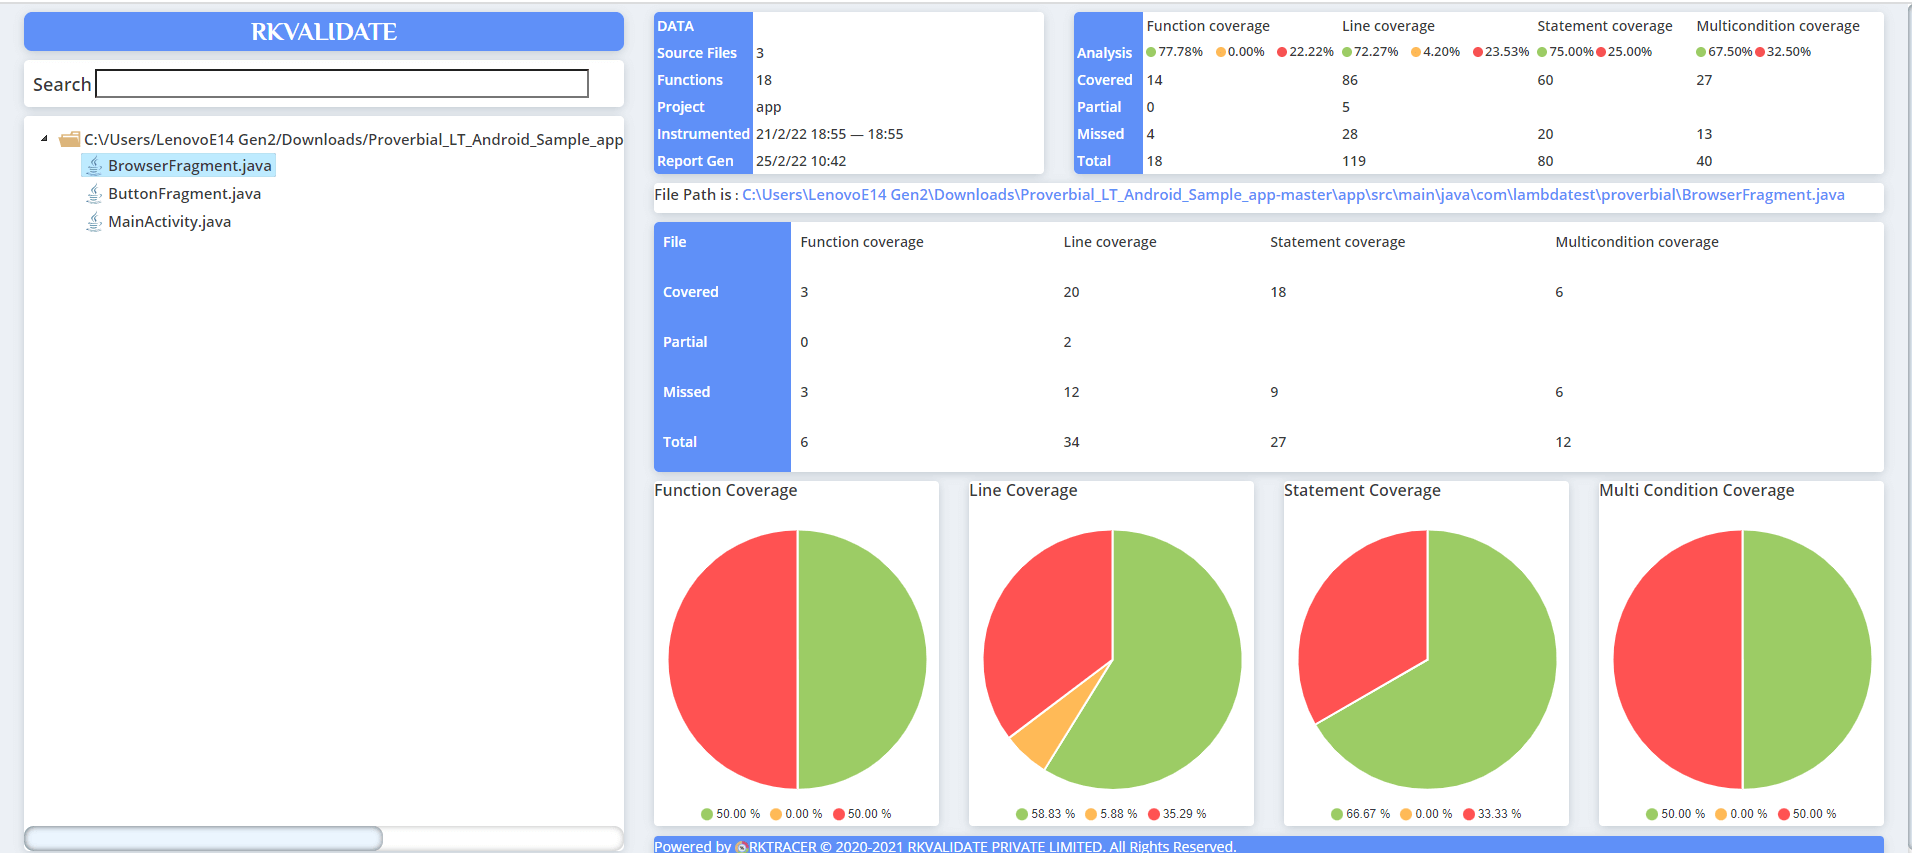 RKVALIDATE
Search
C:\/Users/LenovoE14 Gen2/Downloads/Proverbial_LT_Android_Sample_app
BrowserFragment.java
ButtonFragment.java
MainActivity.java
DATA
Source Files 3
Functions 18
Project app
Instrumented 21/2/22 18:55 — 18:55
Report Gen 25/2/22 10:42
Function coverage Line coverage Statement coverage Multicondition coverage
Analysis 77.78% 0.00% 22.22% 72.27% 4.20% 23.53% 75.00% 25.00% 67.50% 32.50%
Covered 14 86 60 27
Partial 0 5
Missed 4 28 20 13
Total 18 119 80 40
File Path is : C:\Users\LenovoE14 Gen2\Downloads\Proverbial_LT_Android_Sample_app-master\app\src\main\java\com\lambdatest\proverbial\BrowserFragment.java
File Function coverage Line coverage Statement coverage Multicondition coverage
Covered 3 20 18 6
Partial 0 2
Missed 3 12 9 6
Total 6 34 27 12
Function Coverage
50.00 % 0.00 % 50.00 %
Line Coverage
58.83 % 5.88 % 35.29 %
Statement Coverage
66.67 % 0.00 % 33.33 %
Multi Condition Coverage
50.00 % 0.00 % 50.00 %
Powered by RKTRACER © 2020-2021 RKVALIDATE PRIVATE LIMITED. All Rights Reserved.